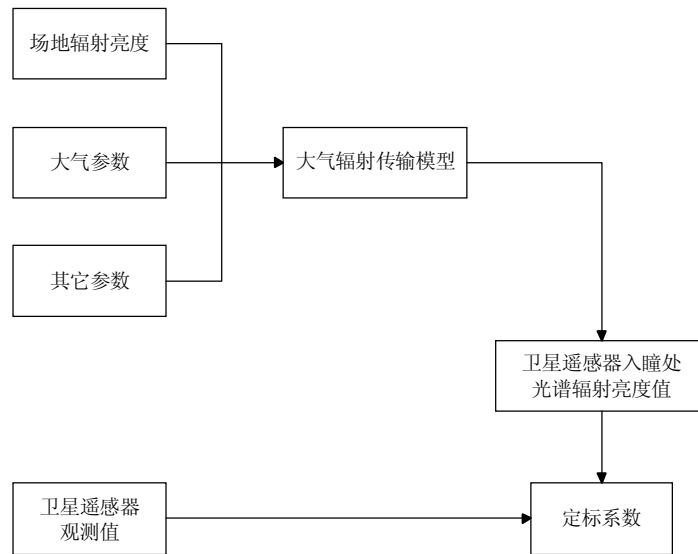 场地辐射亮度
大气参数
大气辐射传输模型
其它参数
卫星遥感器入瞳处
光谱辐射亮度值
卫星遥感器
观测值
定标系数